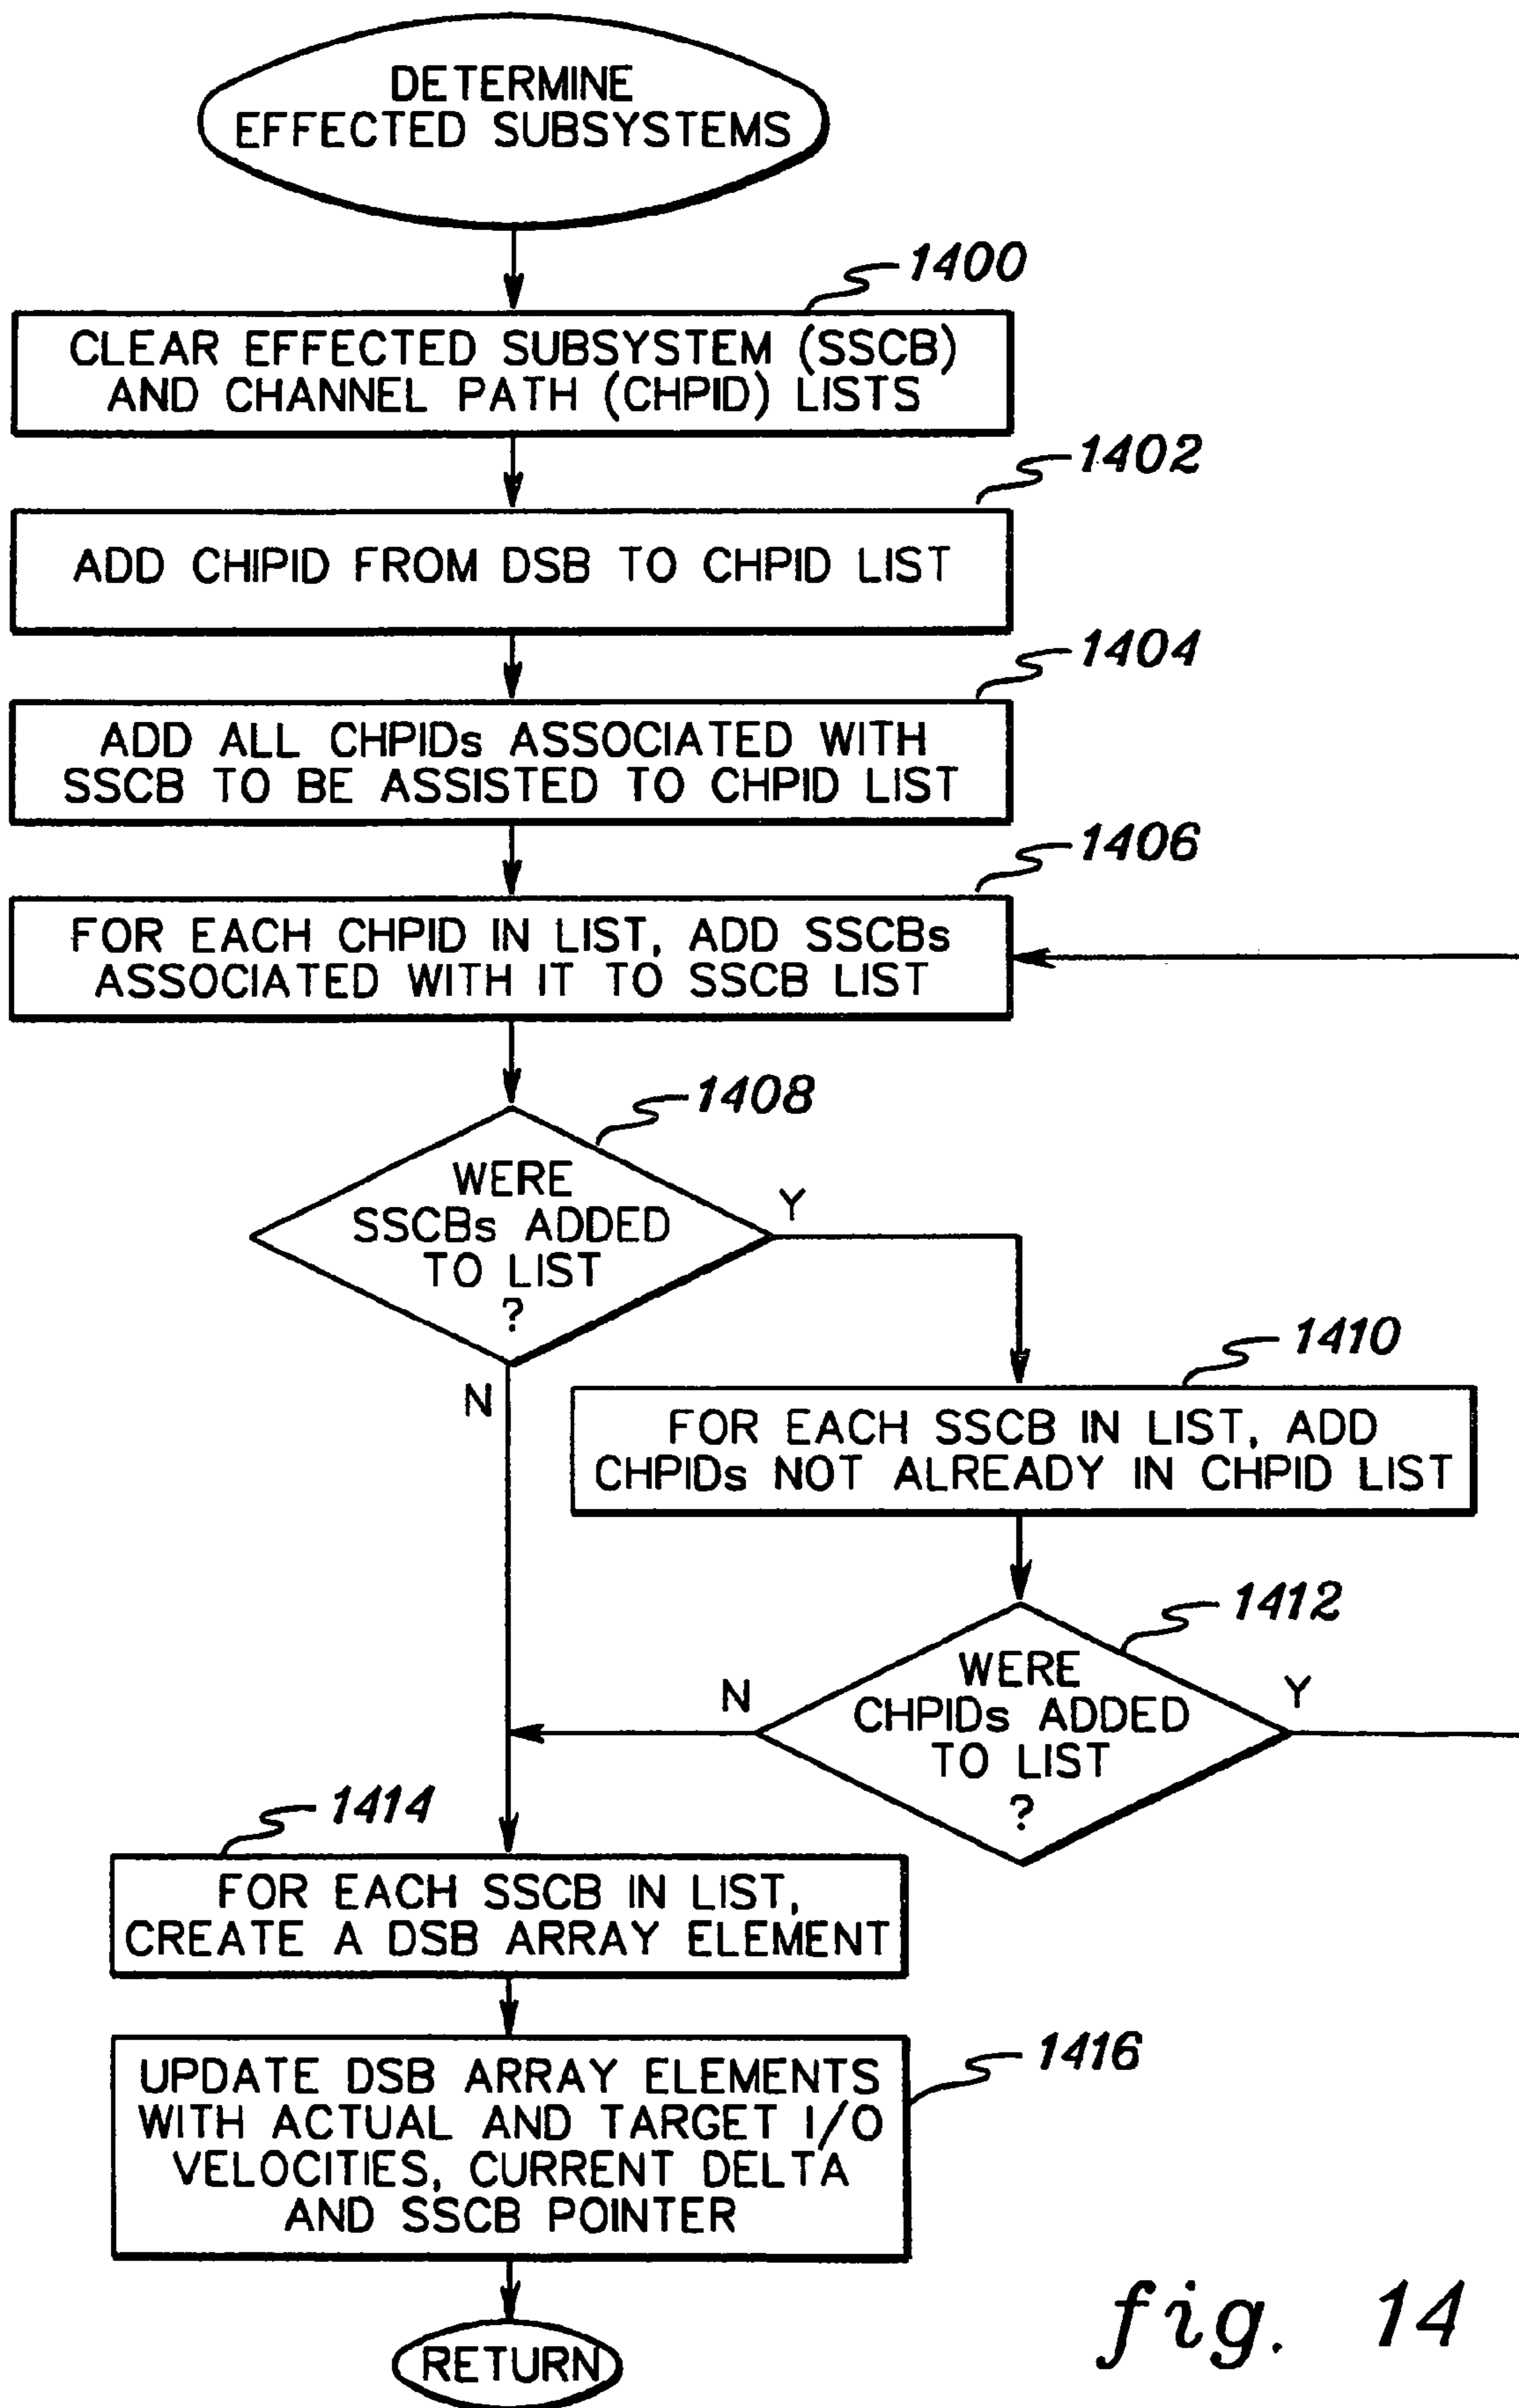 DETERMINE
EFFECTED SUBSYSTEMS
1400
CLEAR EFFECTED SUBSYSTEM (SSCB)
AND CHANNEL PATH (CHPID) LISTS
1402
ADD CHIPID FROM DSB TO CHPID LIST
1404
ADD ALL CHPIDs ASSOCIATED WITH
SSCB TO BE ASSISTED TO CHPID LIST
1406
FOR EACH CHPID IN LIST, ADD SSCBs
ASSOCIATED WITH IT TO SSCB LIST
1408
WERE
SSCBs ADDED
TO LIST
?
Y
N
1410
FOR EACH SSCB IN LIST, ADD
CHPIDs NOT ALREADY IN CHPID LIST
1412
WERE
CHPIDs ADDED
TO LIST
?
N
Y
1414
FOR EACH SSCB IN LIST,
CREATE A DSB ARRAY ELEMENT
1416
UPDATE DSB ARRAY ELEMENTS
WITH ACTUAL AND TARGET I/O
VELOCITIES, CURRENT DELTA
AND SSCB POINTER
RETURN
fig. 14